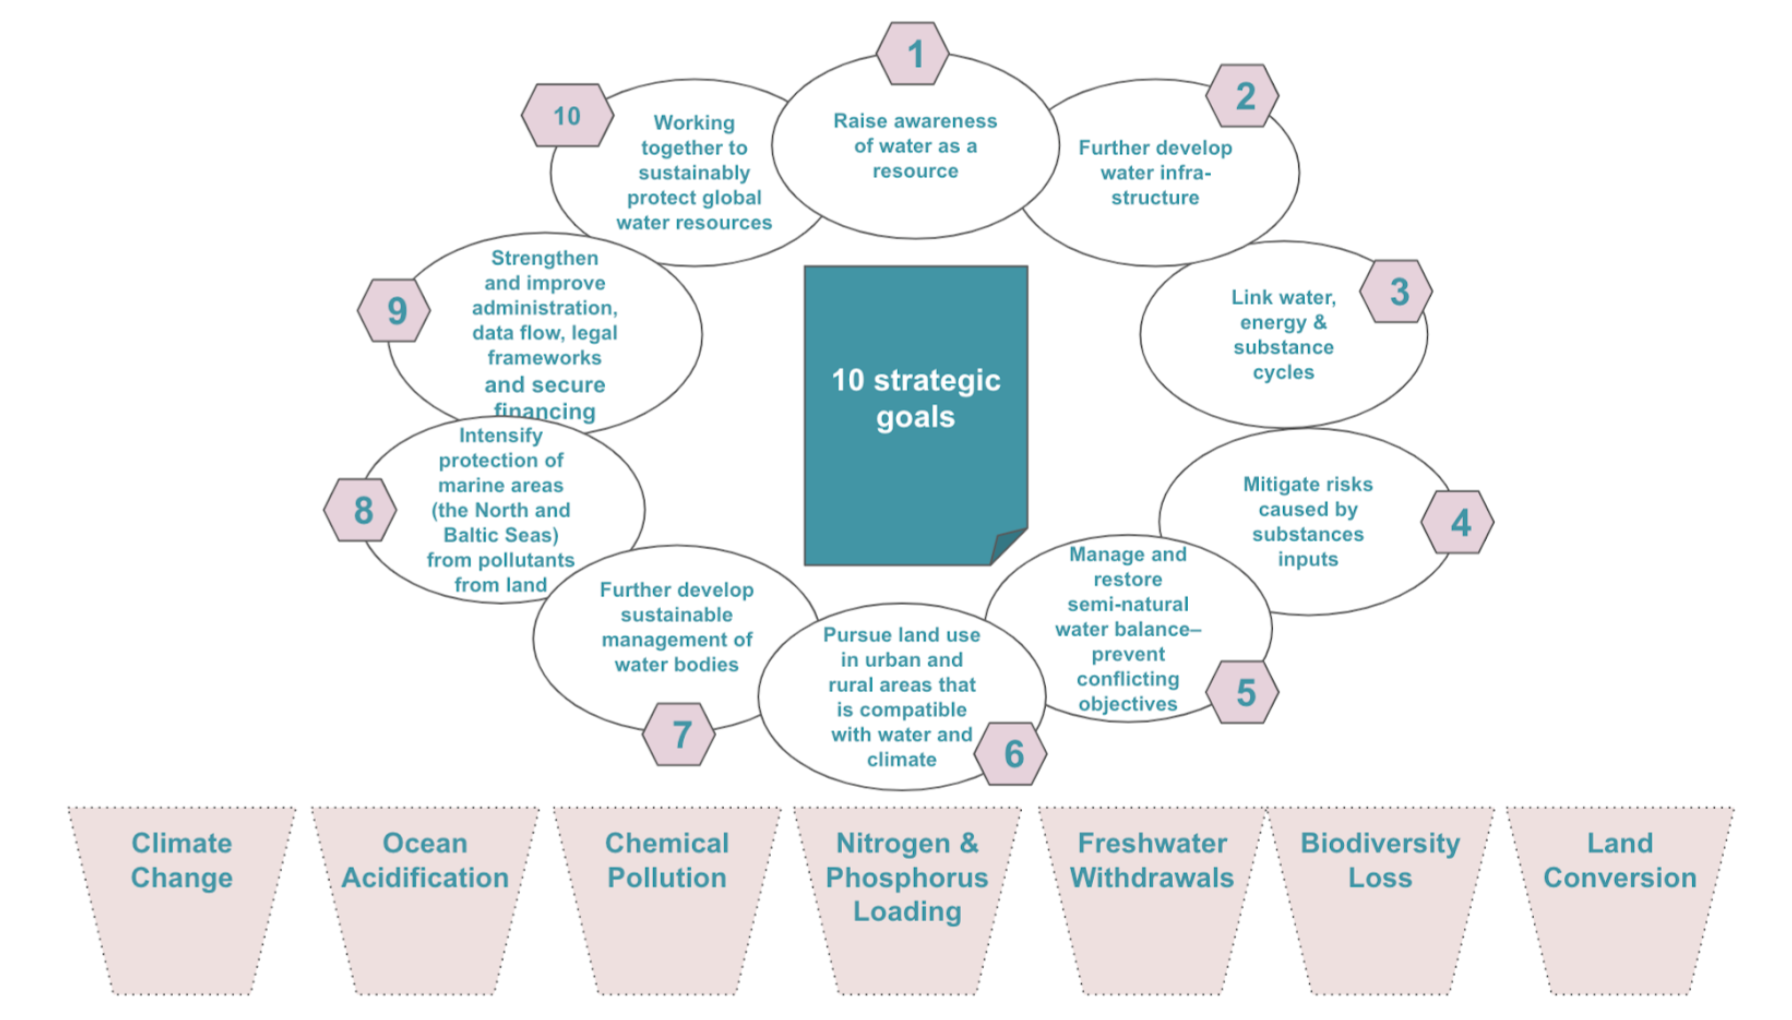 1
Raise awareness
of water as a
resource
2
Further develop
water infra-
structure
3
Link water,
energy &
substance
cycles
4
Mitigate risks
caused by
substances
inputs
5
Manage and
restore
semi-natural
water balance–
prevent
conflicting
objectives
6
Pursue land use
in urban and
rural areas that
is compatible
with water and
climate
7
Further develop
sustainable
management of
water bodies
8
Intensify
protection of
marine areas
(the North and
Baltic Seas)
from pollutants
from land
9
Strengthen
and improve
administration,
data flow, legal
frameworks
and secure
financing
10
Working
together to
sustainably
protect global
water resources
10 strategic
goals
Climate
Change
Ocean
Acidification
Chemical
Pollution
Nitrogen &
Phosphorus
Loading
Freshwater
Withdrawals
Biodiversity
Loss
Land
Conversion